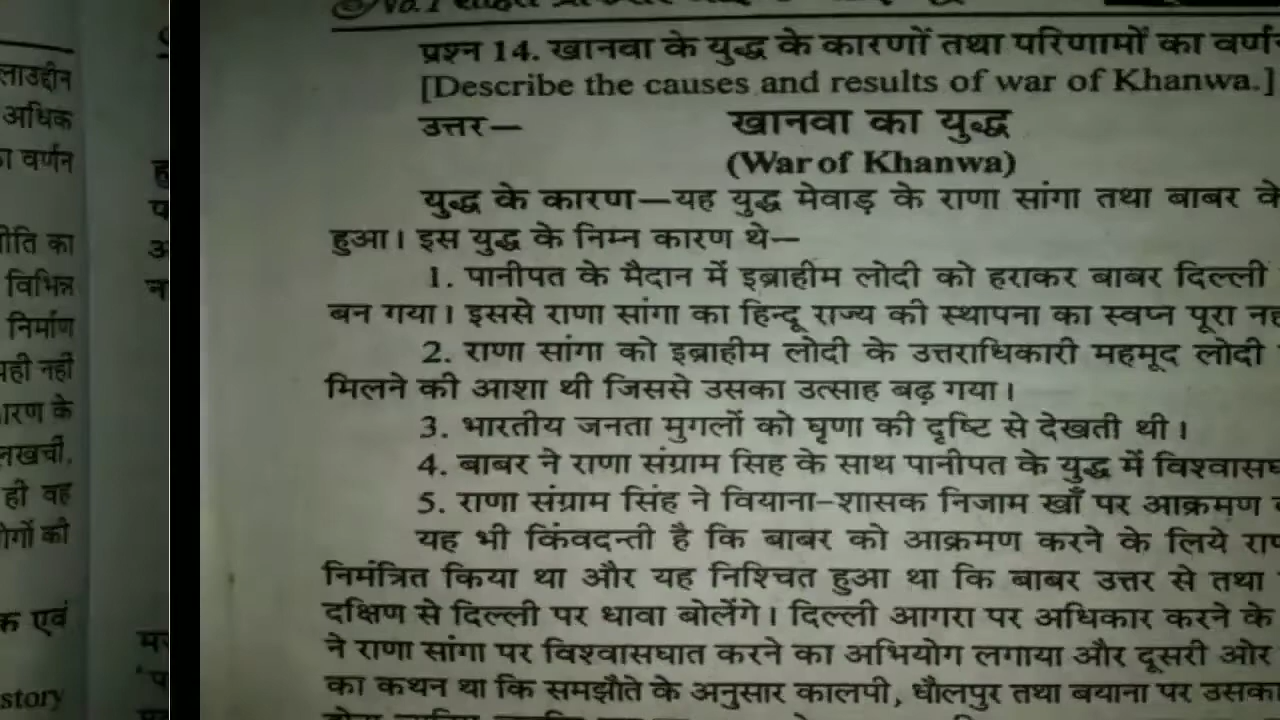 लाउद्दीन
अधिक
वर्णन
का
विभिन्न
निर्माण
नहीं
के
ही वह
की
एवं
story
प्रश्न 14. खानवा के युद्ध के कारणों तथा परिणामों का वर्णन
[Describe the causes and results of war of Khanwa.]
उत्तर—
खानवा का युद्ध
(War of Khanwa)
युद्ध के कारण—यह युद्ध मेवाड़ के राणा सांगा तथा बाबर के
हुआ। इस युद्ध के निम्न कारण थे—
1. पानीपत के मैदान में इब्राहीम लोदी को हराकर बाबर दिल्ली
बन गया। इससे राणा सांगा का हिन्दू राज्य की स्थापना का स्वप्न पूरा
2. राणा सांगा को इब्राहीम लोदी के उत्तराधिकारी महमूद लोदी
मिलने की आशा थी जिससे उसका उत्साह बढ़ गया।
3. भारतीय जनता मुगलों को घृणा की दृष्टि से देखती थी।
4. बाबर ने राणा संग्राम सिह के साथ पानीपत के युद्ध में
5. राणा संग्राम सिंह ने वियाना-शासक निजाम खाँ पर आक्रमण
यह भी किंवदन्ती है कि बाबर को आक्रमण करने के लिये
निमंत्रित किया था और यह निश्चित हुआ था कि बाबर उत्तर से तथा
दक्षिण से दिल्ली पर धावा बोलेंगे। दिल्ली आगरा पर अधिकार करने के
ने राणा सांगा पर विश्वासघात करने का अभियोग लगाया और दूसरी ओर
का कथन था कि समझौते के अनुसार कालपी, धौलपुर तथा बयाना पर उसका